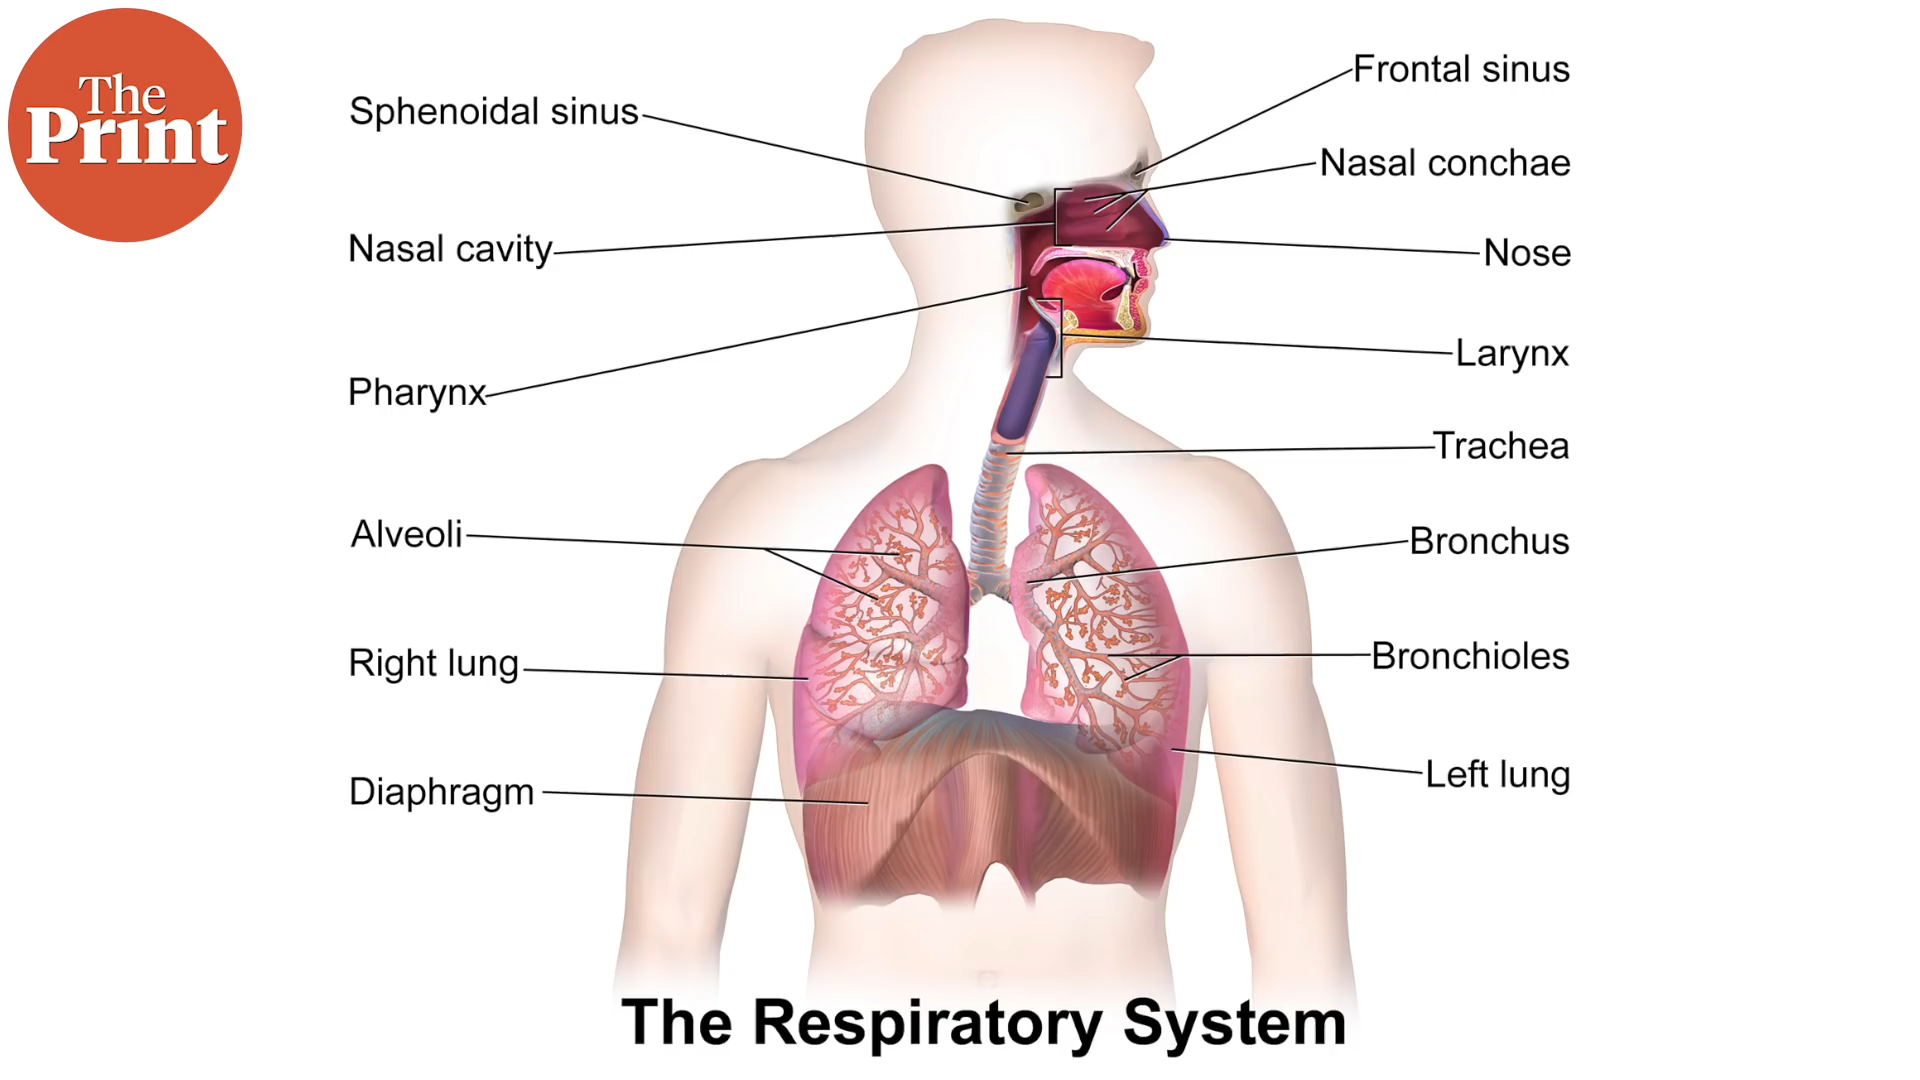 The
Print
Sphenoidal sinus
Nasal cavity
Pharynx
Alveoli
Right lung
Diaphragm
Frontal sinus
Nasal conchae
Nose
Larynx
Trachea
Bronchus
Bronchioles
Left lung
The Respiratory System